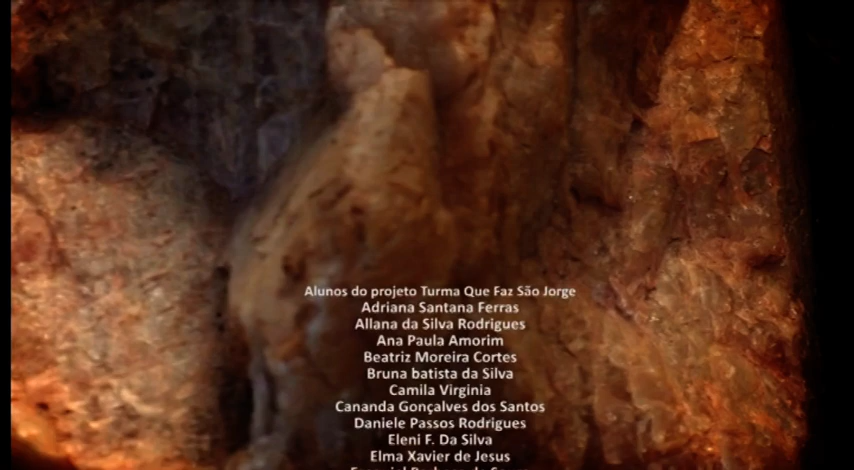 Alunos do projeto Turma Que Faz São Jorge
Adriana Santana Ferras
Allana da Silva Rodrigues
Ana Paula Amorim
Beatriz Moreira Cortes
Bruna batista da Silva
Camila Virginia
Cananda Gonçalves dos Santos
Daniele Passos Rodrigues
Eleni F. Da Silva
Elma Xavier de Jesus